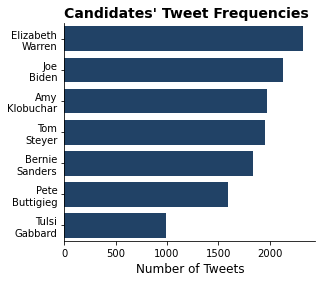 Candidates' Tweet Frequencies
Elizabeth
Warren
Joe
Biden
Amy
Klobuchar
Tom
Steyer
Bernie
Sanders
Pete
Buttigieg
Tulsi
Gabbard
0 500 1000 1500 2000
Number of Tweets